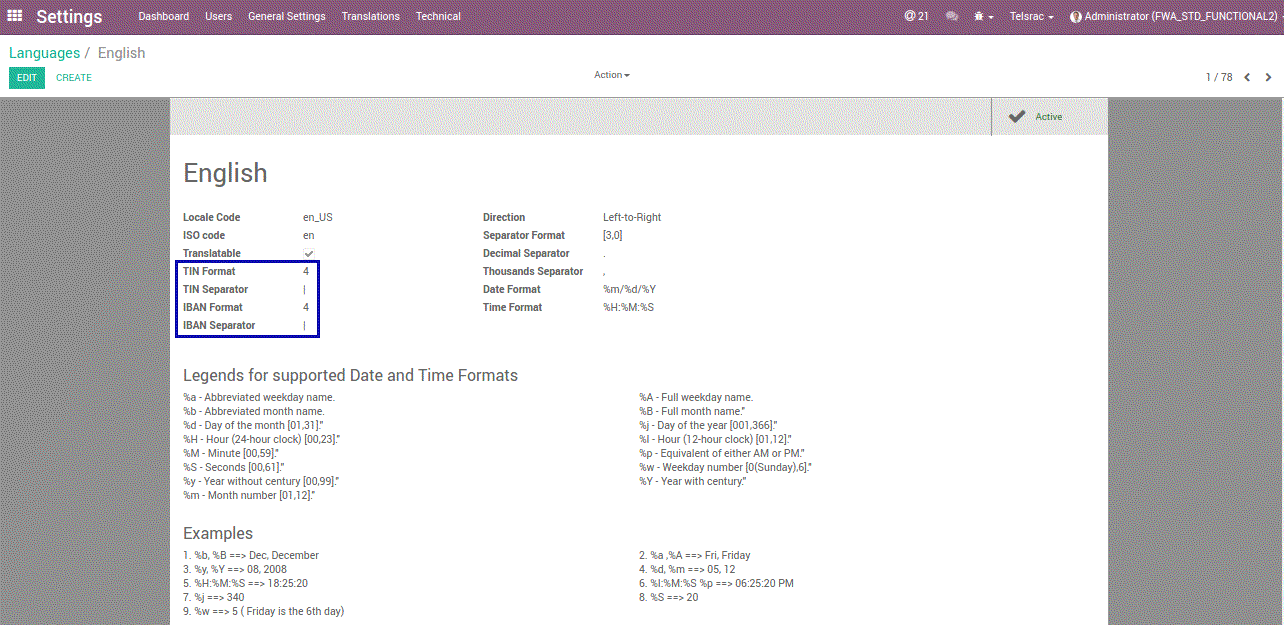 Settings Dashboard Users General Settings Translations Technical @ 21 Telsrac Administrator (FWA_STD_FUNCTIONAL2)
Languages / English
EDIT CREATE Action 1 / 78
Active
English
Locale Code en_US Direction Left-to-Right
ISO code en Separator Format [3,0]
Translatable Decimal Separator .
TIN Format 4 Thousands Separator ,
TIN Separator | Date Format %m/%d/%Y
IBAN Format 4 Time Format %H:%M:%S
IBAN Separator |
Legends for supported Date and Time Formats
%a - Abbreviated weekday name. %A - Full weekday name.
%b - Abbreviated month name. %B - Full month name."
%d - Day of the month [01,31]." %j - Day of the year [001,366]."
%H - Hour (24-hour clock) [00,23]." %I - Hour (12-hour clock) [01,12]."
%M - Minute [00,59]." %p - Equivalent of either AM or PM."
%S - Seconds [00,61]." %w - Weekday number [0(Sunday),6]."
%y - Year without century [00,99]." %Y - Year with century."
%m - Month number [01,12]."
Examples
1. %b, %B ==> Dec, December 2. %a ,%A ==> Fri, Friday
3. %y, %Y ==> 08, 2008 4. %d, %m ==> 05, 12
5. %H:%M:%S ==> 18:25:20 6. %I:%M:%S %p ==> 06:25:20 PM
7. %j ==> 340 8. %S ==> 20
9. %w ==> 5 ( Friday is the 6th day)